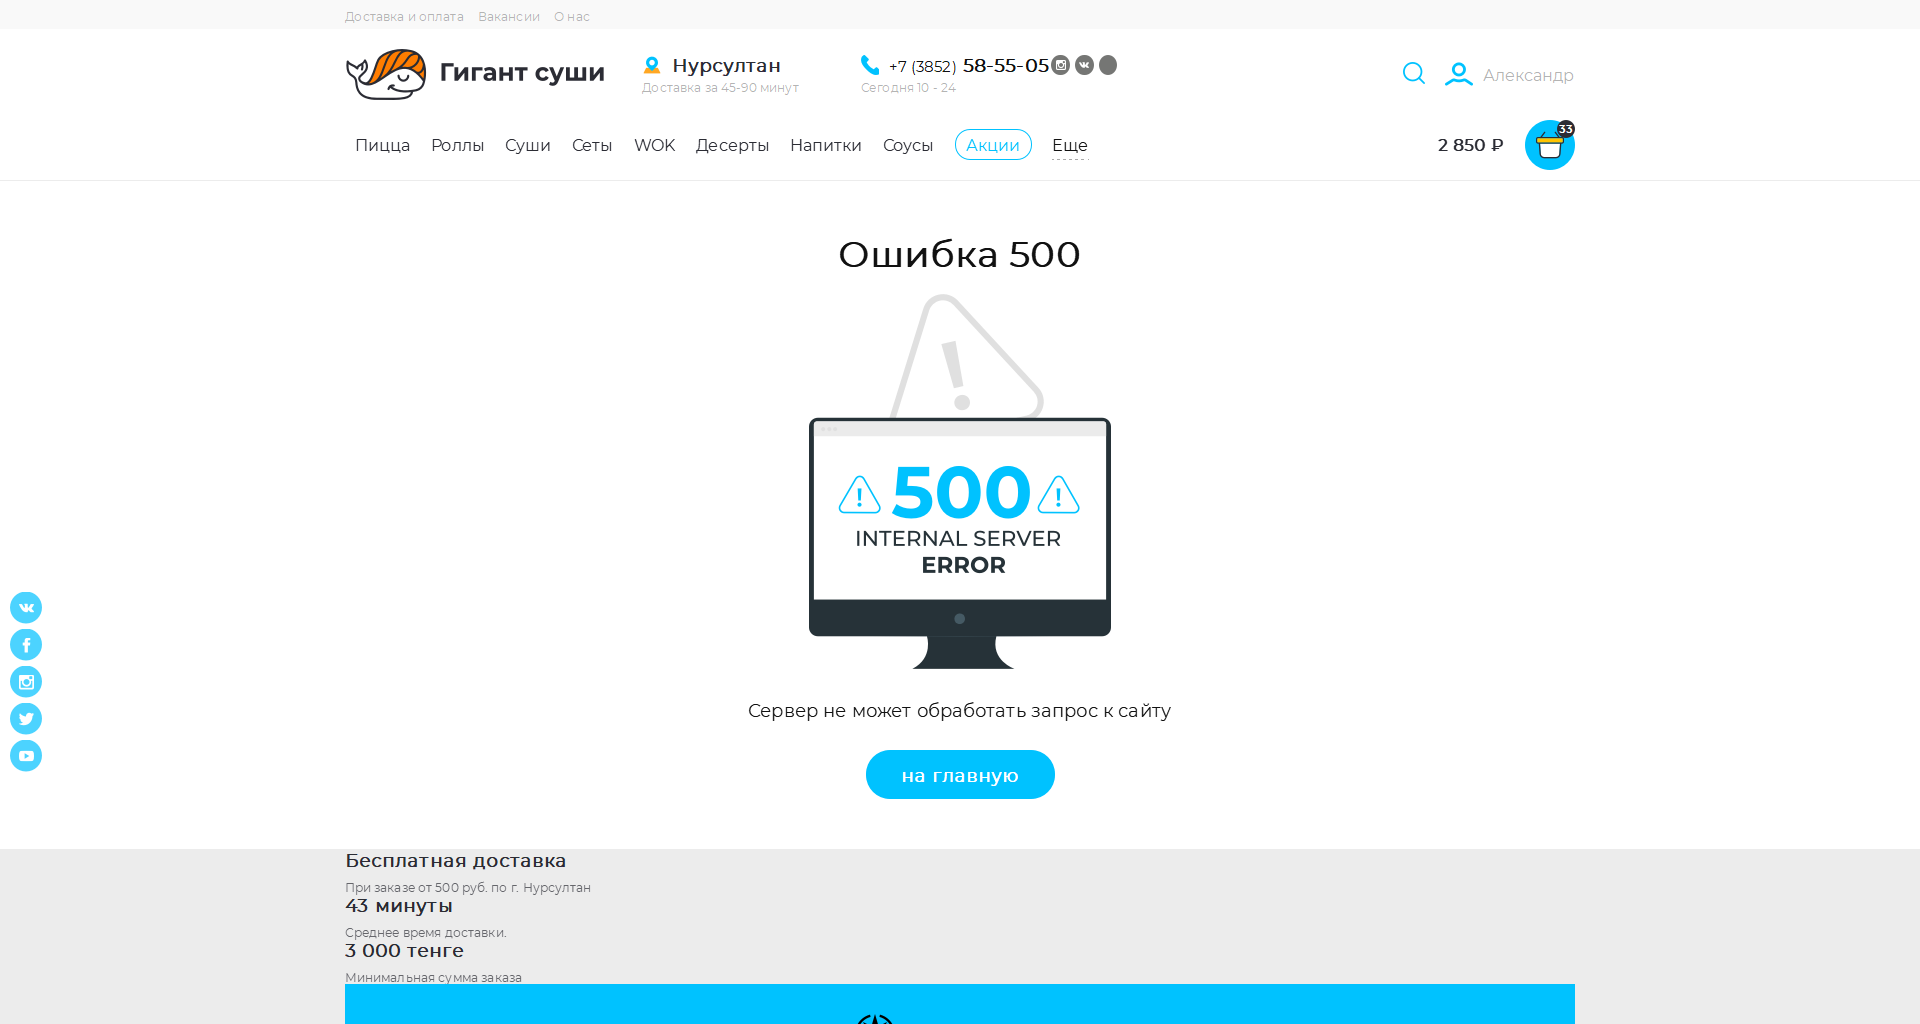 Доставка и оплата Вакансии О нас
Гигант суши
Нурсултан
Доставка за 45-90 минут
+7 (3852) 58-55-05
Сегодня 10 - 24
Александр
Пицца Роллы Суши Сеты WOK Десерты Напитки Соусы Акции Еще
2 850 ₽
33
Ошибка 500
500
INTERNAL SERVER
ERROR
Сервер не может обработать запрос к сайту
на главную
Бесплатная доставка
При заказе от 500 руб. по г. Нурсултан
43 минуты
Среднее время доставки.
3 000 тенге
Минимальная сумма заказа